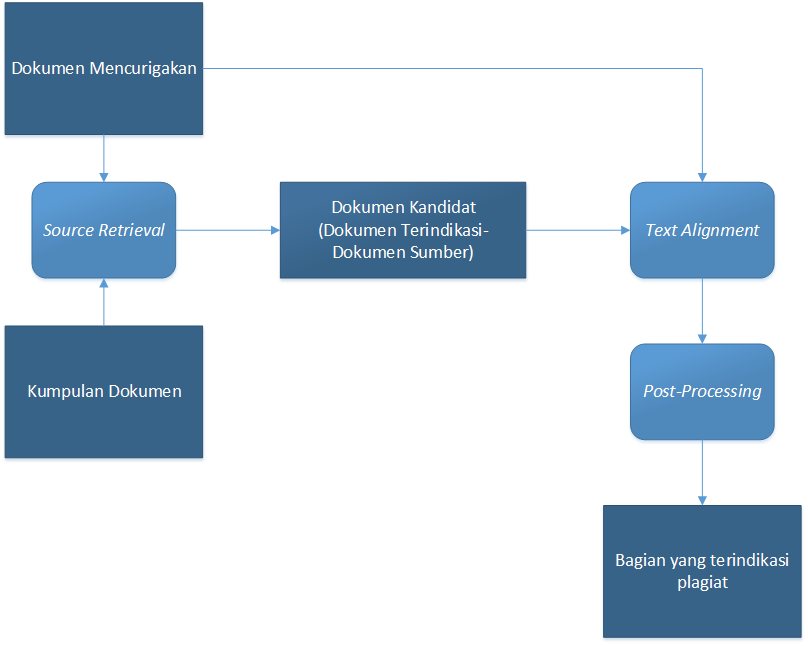 Dokumen Mencurigakan
Source Retrieval
Dokumen Kandidat
(Dokumen Terindikasi-
Dokumen Sumber)
Text Alignment
Kumpulan Dokumen
Post-Processing
Bagian yang terindikasi
plagiat